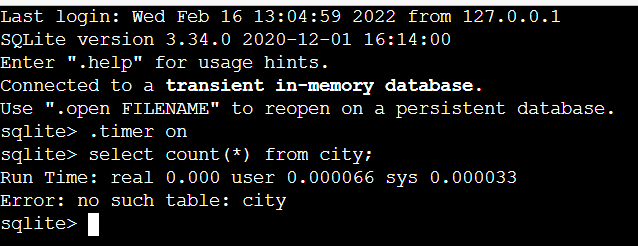 Last login: Wed Feb 16 13:04:59 2022 from 127.0.0.1
SQLite version 3.34.0 2020-12-01 16:14:00
Enter ".help" for usage hints.
Connected to a transient in-memory database.
Use ".open FILENAME" to reopen on a persistent database.
sqlite> .timer on
sqlite> select count(*) from city;
Run Time: real 0.000 user 0.000066 sys 0.000033
Error: no such table: city
sqlite>